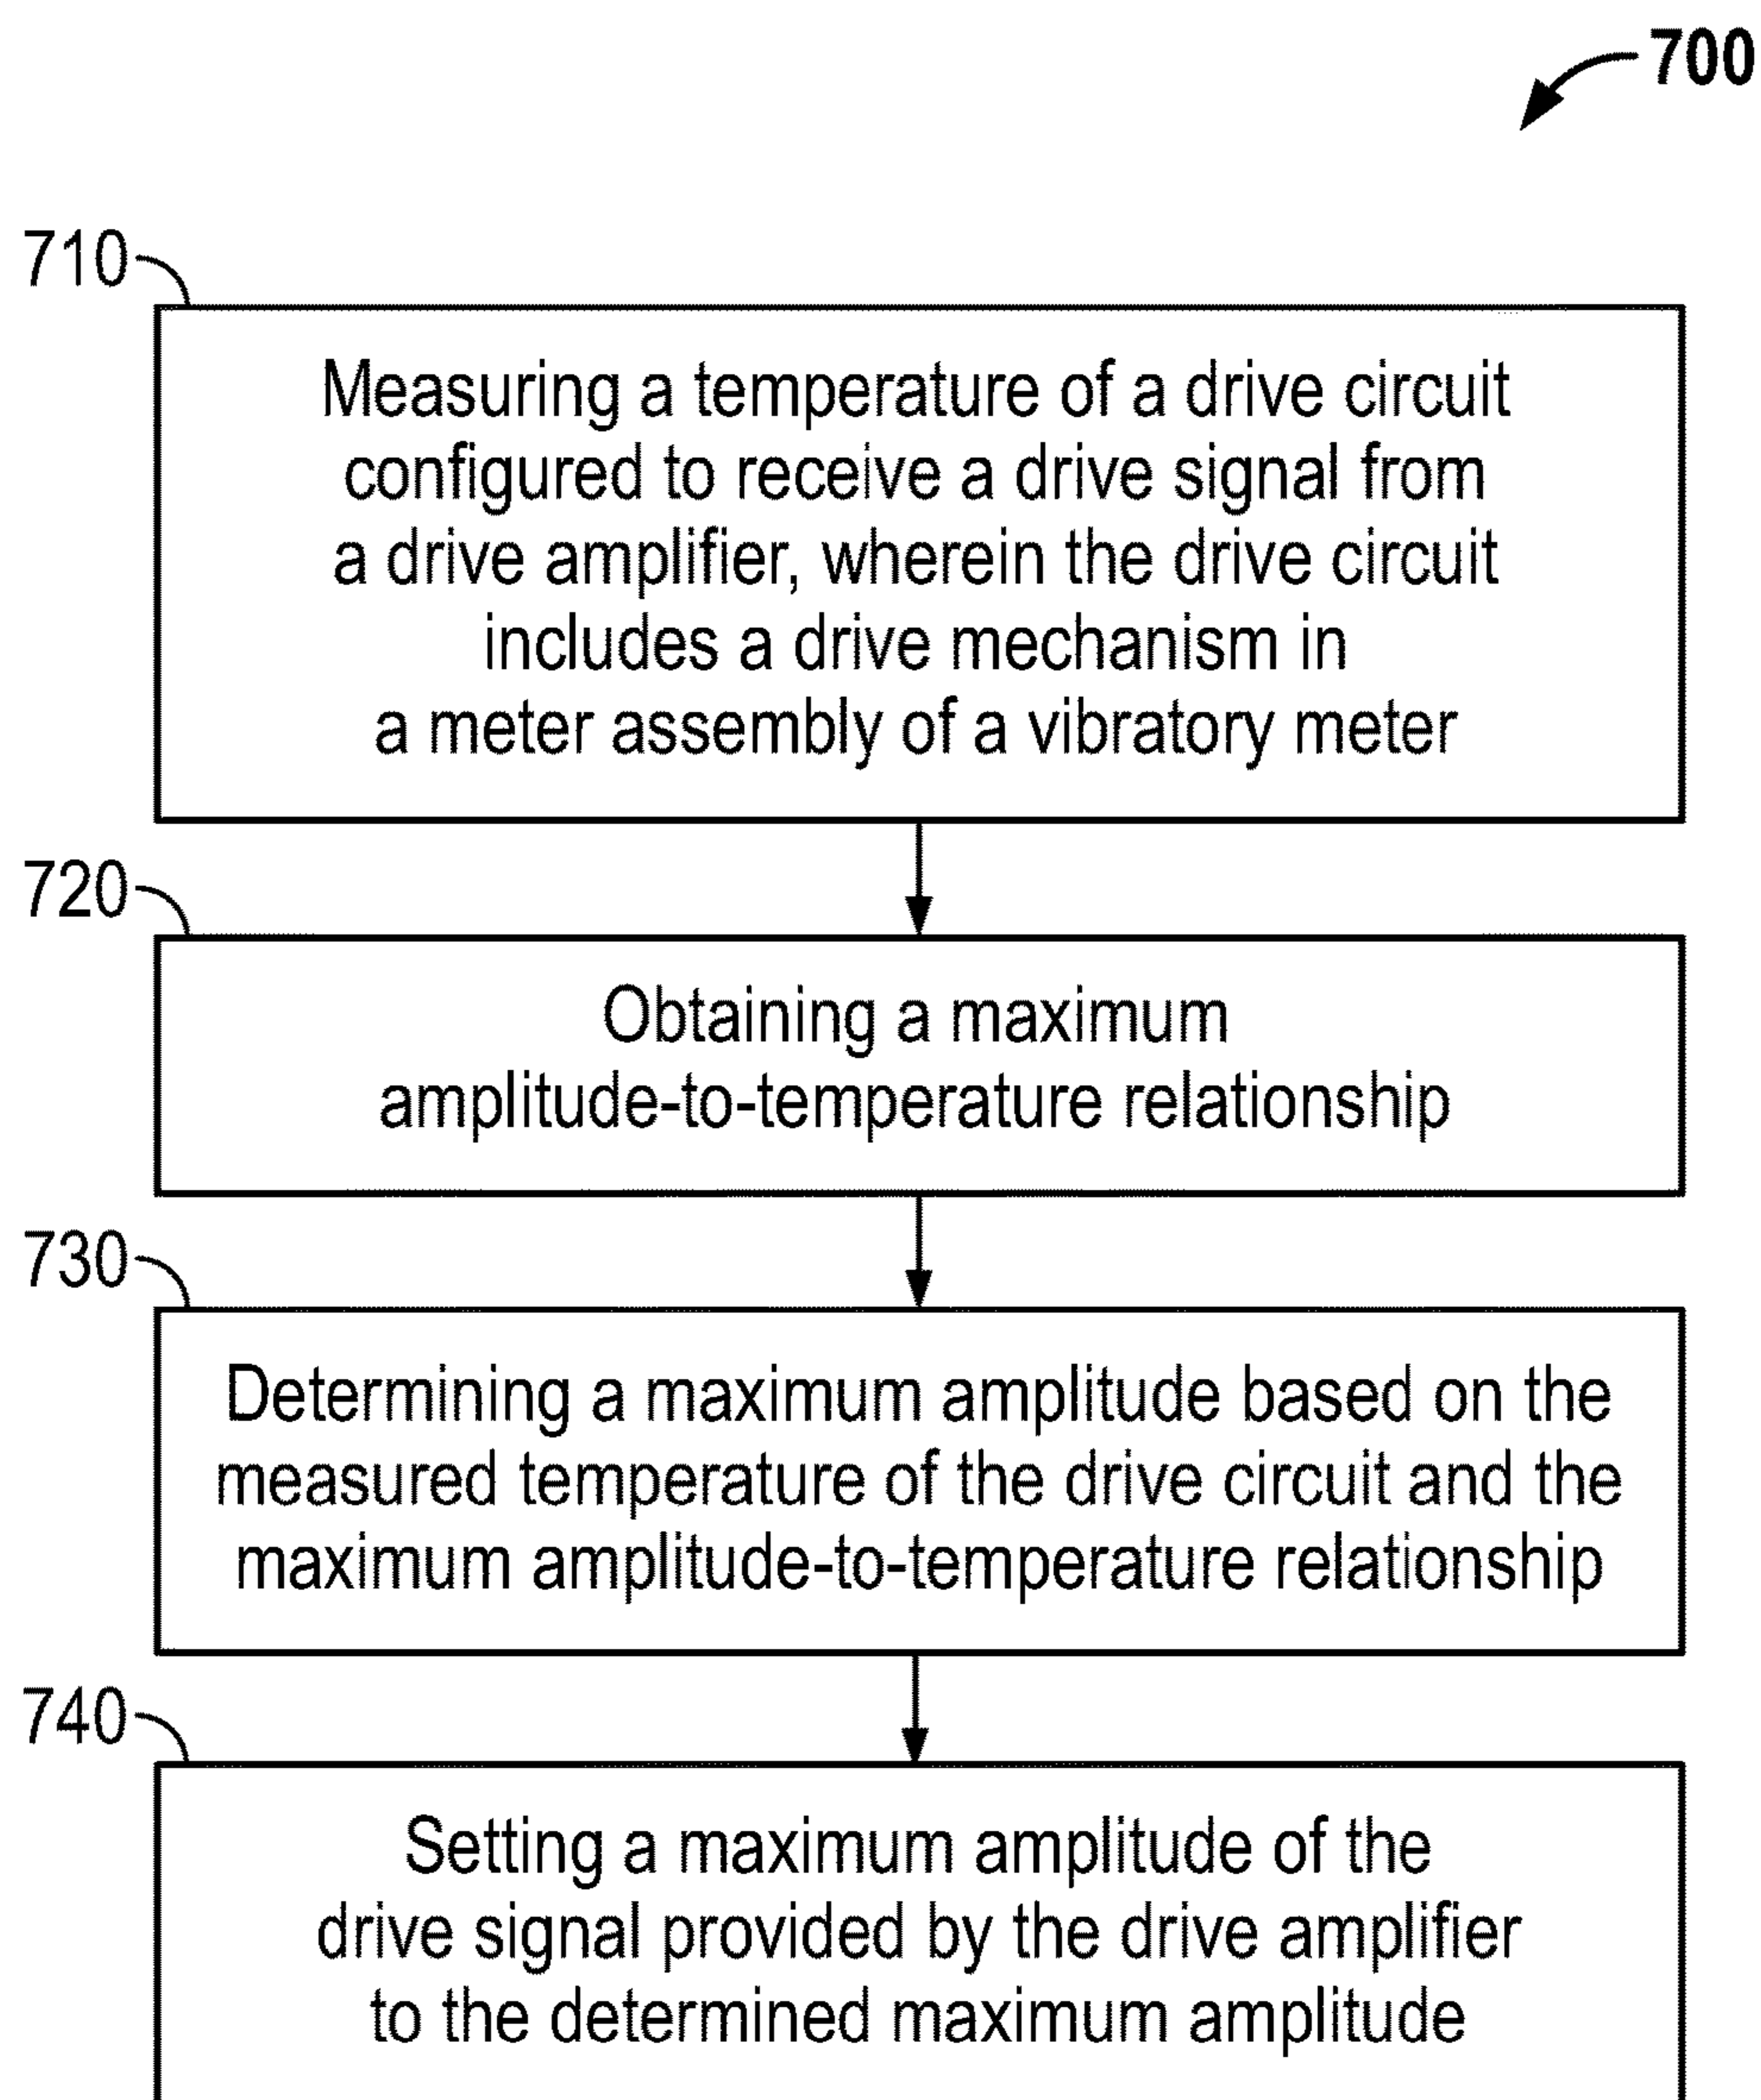 700
710
Measuring a temperature of a drive circuit
configured to receive a drive signal from
a drive amplifier, wherein the drive circuit
includes a drive mechanism in
a meter assembly of a vibratory meter
720
Obtaining a maximum
amplitude-to-temperature relationship
730
Determining a maximum amplitude based on the
measured temperature of the drive circuit and the
maximum amplitude-to-temperature relationship
740
Setting a maximum amplitude of the
drive signal provided by the drive amplifier
to the determined maximum amplitude